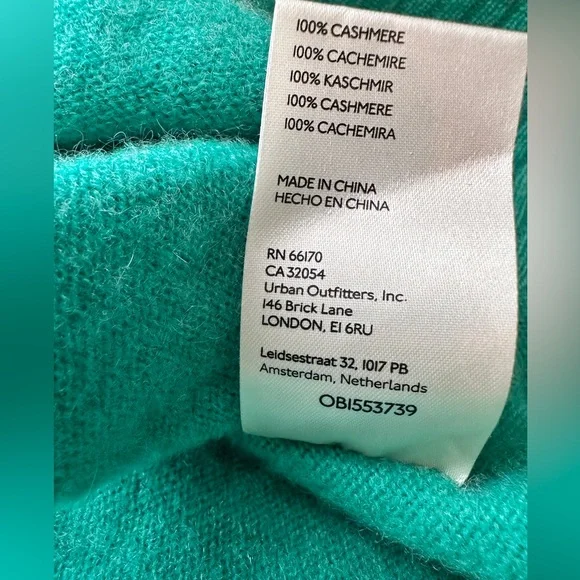 100% CASHMERE
100% CACHEMIRE
100% KASCHMIR
100% CASHMERE
100% CACHEMIRA
MADE IN CHINA
HECHO EN CHINA
RN 66170
CA 32054
Urban Outfitters, Inc.
146 Brick Lane
LONDON, E1 6RU
Leidsestraat 32, 1017 PB
Amsterdam, Netherlands
OB1553739